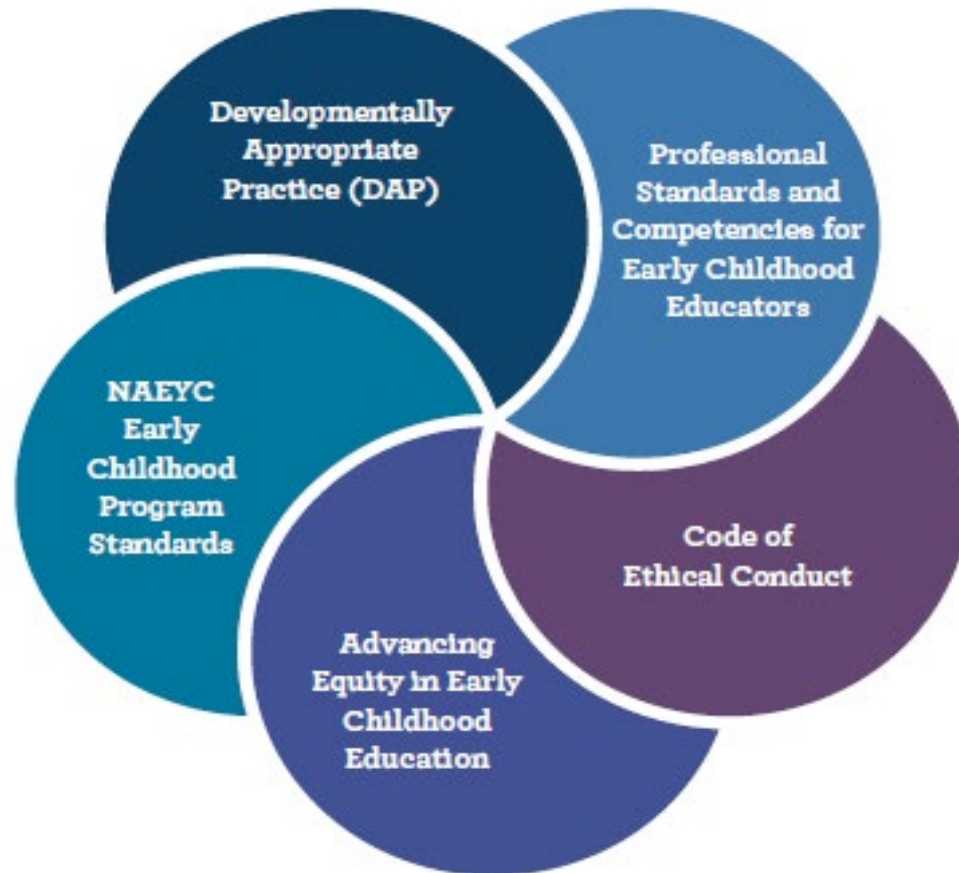 Developmentally
Appropriate
Practice (DAP)
Professional
Standards and
Competencies for
Early Childhood
Educators
Code of
Ethical Conduct
Advancing
Equity in Early
Childhood
Education
NAEYC
Early
Childhood
Program
Standards